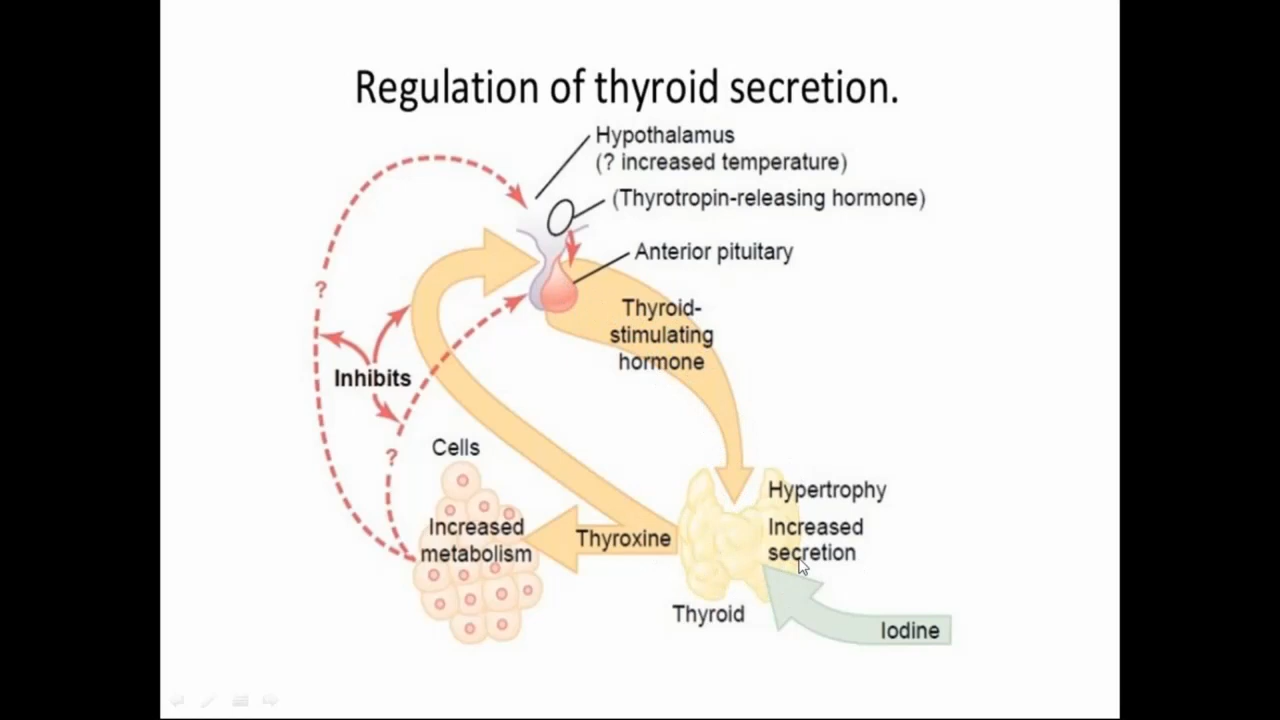 Regulation of thyroid secretion.
Hypothalamus
(? increased temperature)
(Thyrotropin-releasing hormone)
Anterior pituitary
Thyroid-
stimulating
hormone
?
Inhibits
?
Cells
Increased
metabolism
Thyroxine
Hypertrophy
Increased
secretion
Thyroid
Iodine